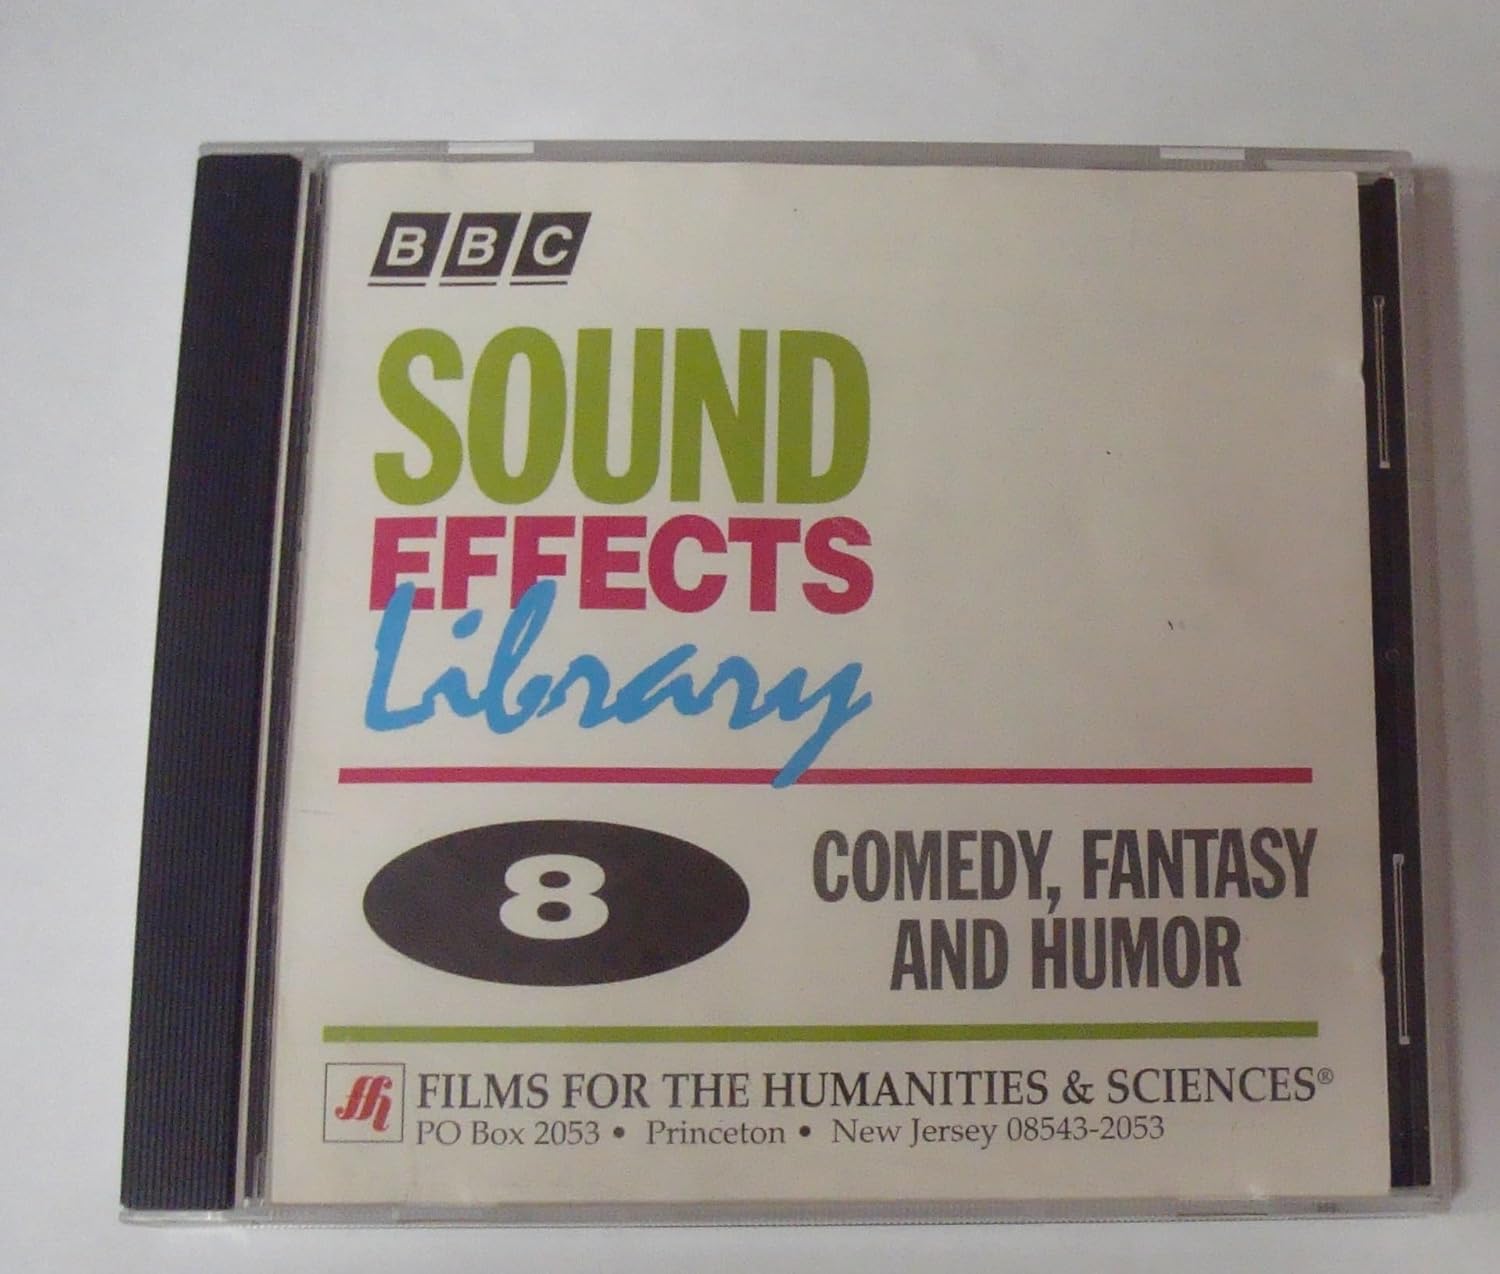 BBC
SOUND
EFFECTS
Library
8
COMEDY, FANTASY
AND HUMOR
ffh
FILMS FOR THE HUMANITIES & SCIENCES®
PO Box 2053 • Princeton • New Jersey 08543-2053